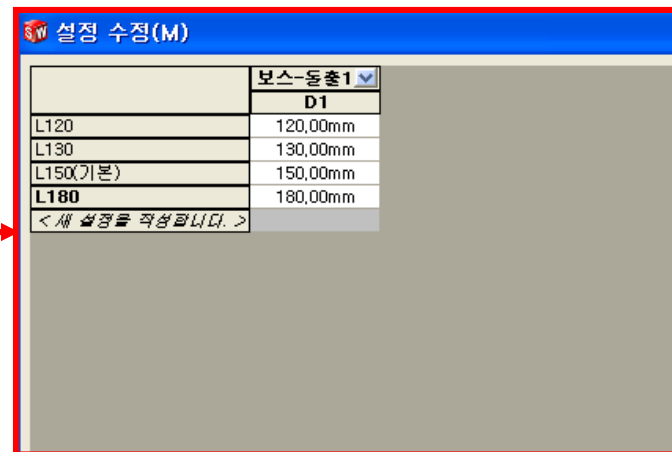 설정 수정(M)
보스-돌출1
D1
L120 120,00mm
L130 130,00mm
L150(기본) 150,00mm
L180 180,00mm
< 새 설정을 작성합니다. >